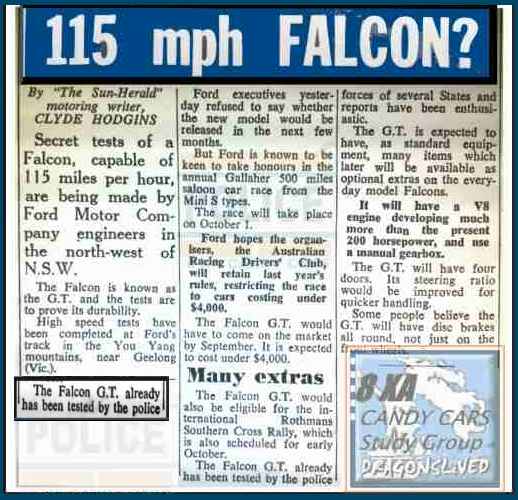 115 mph FALCON?
By "The Sun-Herald"
motoring writer,
CLYDE HODGINS
Secret tests of a
Falcon, capable of
115 miles per hour,
are being made by
Ford Motor Com-
pany engineers in
the north-west of
N.S.W.
The Falcon is known as
the G.T. and the tests are
to prove its durability.
High speed tests have
been completed at Ford's
track in the You Yang
mountains, near Geelong
(Vic.).
The Falcon G.T. already
has been tested by the police
Ford executives yester-
day refused to say whether
the new model would be
released in the next few
months.
But Ford is known to be
keen to take honours in the
annual Gallaher 500 miles
saloon car race from the
Mini S types.
The race will take place
on October 1.
Ford hopes the organ-
isers, the Australian
Racing Drivers' Club,
will retain last year's
rules, restricting the race
to cars costing under
$4,000.
The Falcon G.T. would
have to come on the market
by September. It is expected
to cost under $4,000.
Many extras
The Falcon G.T. would
also be eligible for the in-
ternational Rothmans
Southern Cross Rally, which
is also scheduled for early
October.
The Falcon G.T. already
has been tested by the police
forces of several States and
reports have been enthusi-
astic.
The G.T. is expected to
have, as standard equip-
ment, many items which
later will be available as
optional extras on the every-
day model Falcons.
It will have a V8
engine developing much
more than the present
200 horsepower, and use
a manual gearbox.
The G.T. will have four
doors. Its steering ratio
would be improved for
quicker handling.
Some people believe the
G.T. will have disc brakes
all round, not just on the
front wheels.
8 XA
CANDY CARS
Study Group
POLICE